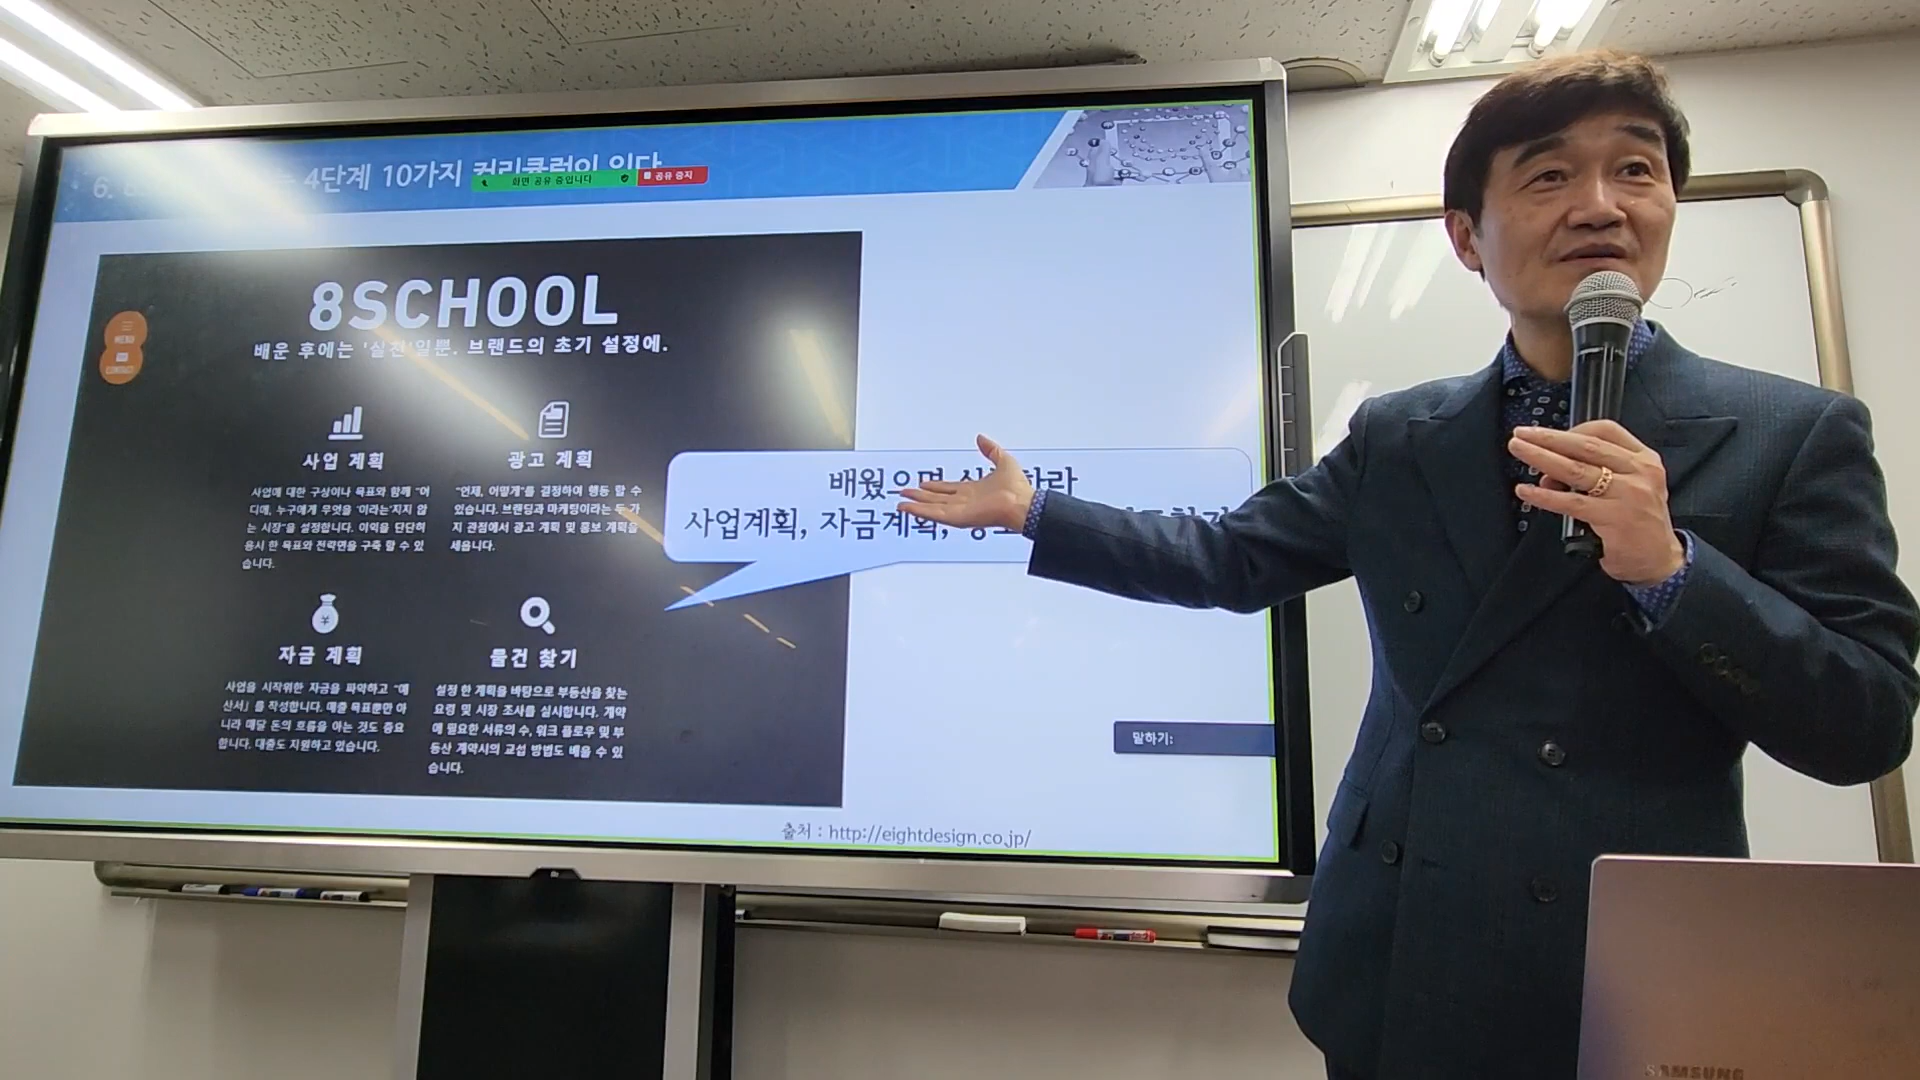 6.
4단계 10가지 커리큘럼이 있다
화면 공유 중입니다
공유 중지
8SCHOOL
배운 후에는 '실전'일뿐. 브랜드의 초기 설정에.
MENU
CONTACT
사업 계획
사업에 대한 구상이나 목표와 함께 "어
디에, 누구에게 무엇을 '이라는'지지 않
는 시장"을 설정합니다. 이익을 단단히
응시 한 목표와 전략면을 구축 할 수 있
습니다.
광고 계획
"언제, 어떻게"를 결정하여 행동 할 수
있습니다. 브랜딩과 마케팅이라는 두 가
지 관점에서 광고 계획 및 홍보 계획을
세웁니다.
배웠으면
하라
사업계획, 자금계획,
자금 계획
사업을 시작위한 자금을 파악하고 "예
산서」를 작성합니다. 매출 목표뿐만 아
니라 매달 돈의 흐름을 아는 것도 중요
합니다. 대출도 지원하고 있습니다.
물건 찾기
설정 한 계획을 바탕으로 부동산을 찾는
요령 및 시장 조사를 실시합니다. 계약
에 필요한 서류의 수, 워크 플로우 및 부
동산 계약시의 교섭 방법도 배울 수 있
습니다.
말하기:
출처 : http://eightdesign.co.jp/
SAMSUNG